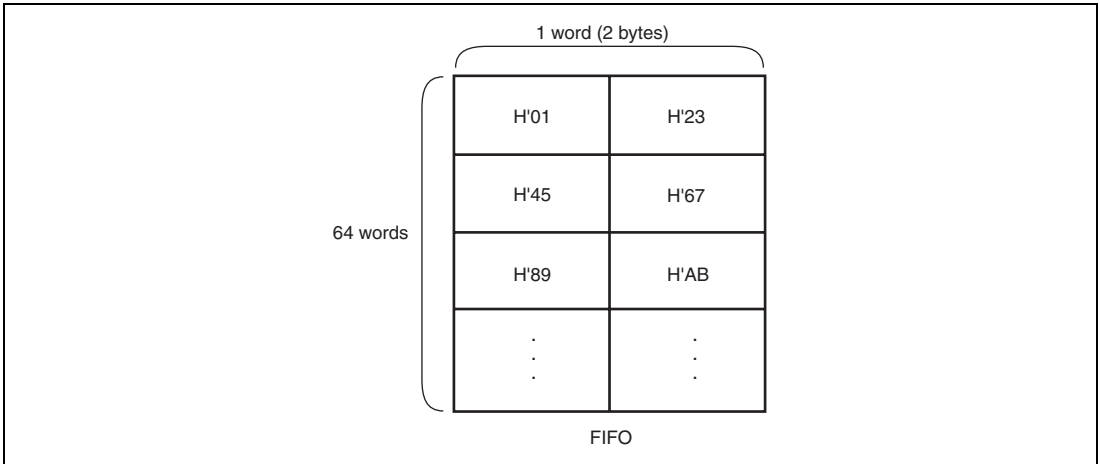 1 word (2 bytes)
H'01 H'23
H'45 H'67
64 words
H'89 H'AB
. .
. .
. .
FIFO